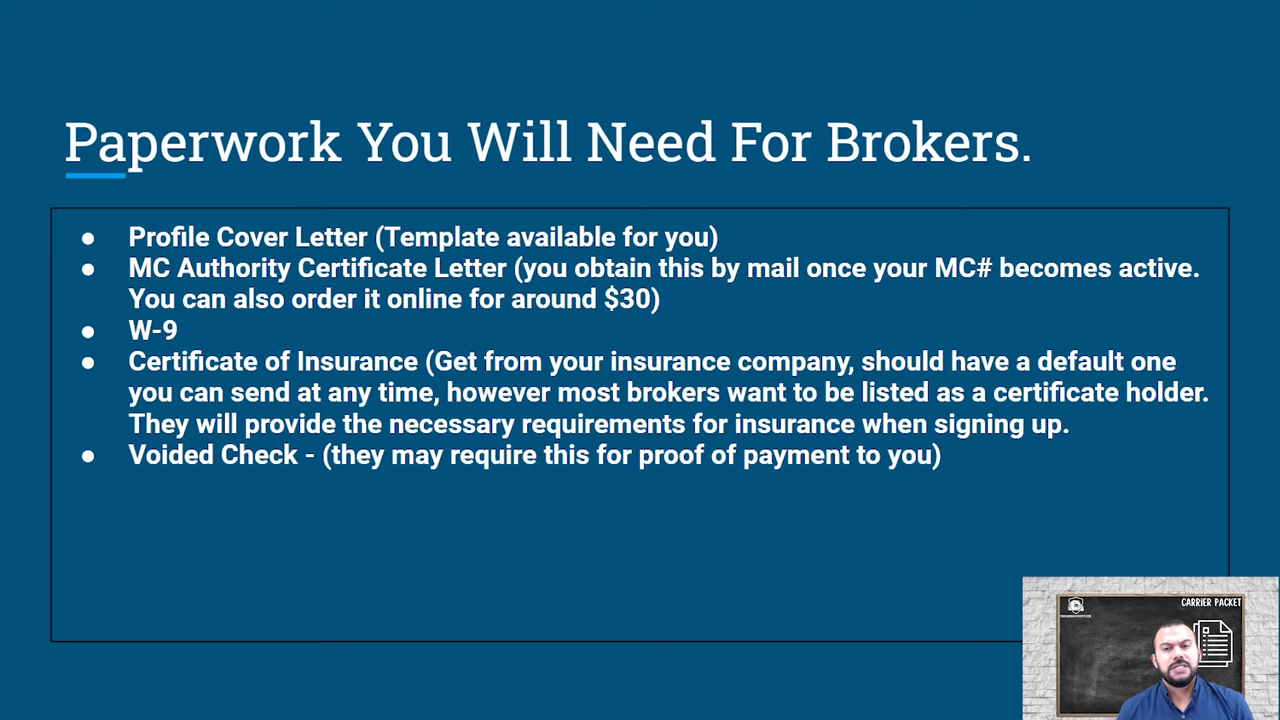 Paperwork You Will Need For Brokers.
● Profile Cover Letter (Template available for you)
● MC Authority Certificate Letter (you obtain this by mail once your MC# becomes active.
You can also order it online for around $30)
● W-9
● Certificate of Insurance (Get from your insurance company, should have a default one
you can send at any time, however most brokers want to be listed as a certificate holder.
They will provide the necessary requirements for insurance when signing up.
● Voided Check - (they may require this for proof of payment to you)
CARRIER PACKET